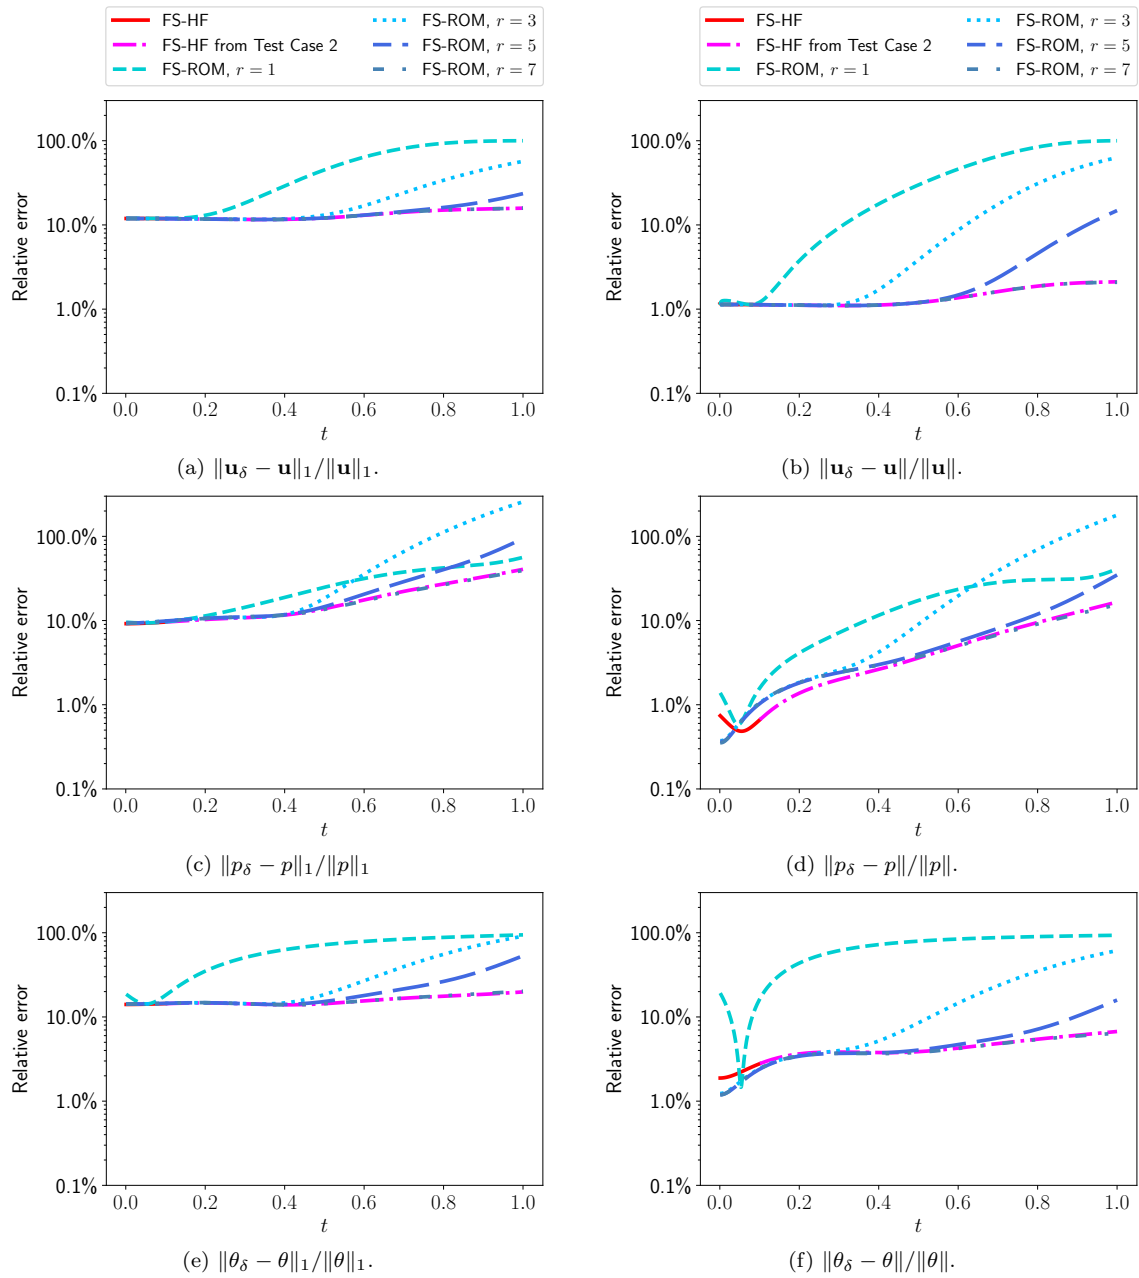 FS-HF
FS-HF from Test Case 2
FS-ROM, r = 1
FS-ROM, r = 3
FS-ROM, r = 5
FS-ROM, r = 7
FS-HF
FS-HF from Test Case 2
FS-ROM, r = 1
FS-ROM, r = 3
FS-ROM, r = 5
FS-ROM, r = 7
Relative error
100.0%
10.0%
1.0%
0.1%
0.0 0.2 0.4 0.6 0.8 1.0
t
(a) ‖u_δ − u‖₁/‖u‖₁.
Relative error
100.0%
10.0%
1.0%
0.1%
0.0 0.2 0.4 0.6 0.8 1.0
t
(b) ‖u_δ − u‖/‖u‖.
Relative error
100.0%
10.0%
1.0%
0.1%
0.0 0.2 0.4 0.6 0.8 1.0
t
(c) ‖p_δ − p‖₁/‖p‖₁
Relative error
100.0%
10.0%
1.0%
0.1%
0.0 0.2 0.4 0.6 0.8 1.0
t
(d) ‖p_δ − p‖/‖p‖.
Relative error
100.0%
10.0%
1.0%
0.1%
0.0 0.2 0.4 0.6 0.8 1.0
t
(e) ‖θ_δ − θ‖₁/‖θ‖₁.
Relative error
100.0%
10.0%
1.0%
0.1%
0.0 0.2 0.4 0.6 0.8 1.0
t
(f) ‖θ_δ − θ‖/‖θ‖.